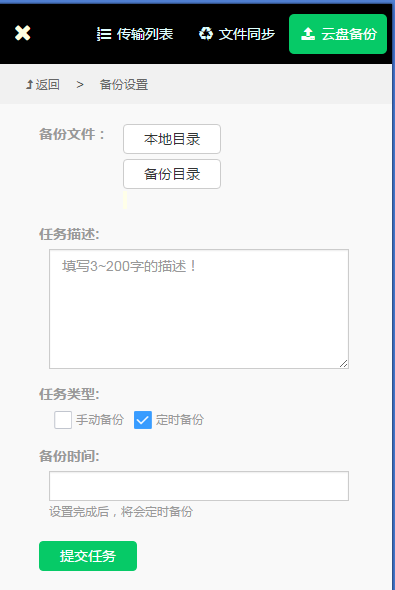 传输列表 文件同步 云盘备份
返回 > 备份设置
备份文件：
本地目录
备份目录
任务描述:
填写3~200字的描述！
任务类型:
手动备份 定时备份
备份时间:
设置完成后，将会定时备份
提交任务